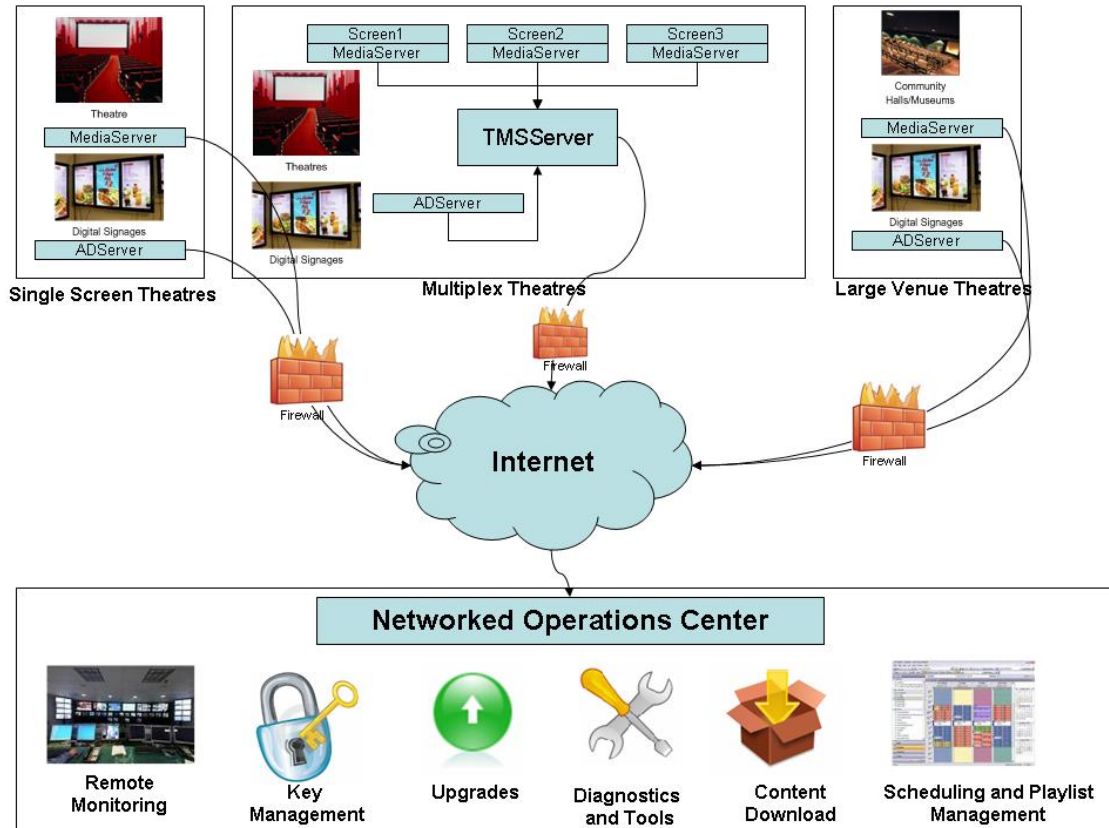 Screen1
MediaServer
Screen2
MediaServer
Screen3
MediaServer
Theatre
MediaServer
Digital Signages
ADServer
Single Screen Theatres
Theatres
Digital Signages
TMSServer
ADServer
Multiplex Theatres
Community
Halls/Museums
MediaServer
Digital Signages
ADServer
Large Venue Theatres
Firewall
Firewall
Firewall
Internet
Networked Operations Center
Remote
Monitoring
Key
Management
Upgrades
Diagnostics
and Tools
Content
Download
Scheduling and Playlist
Management